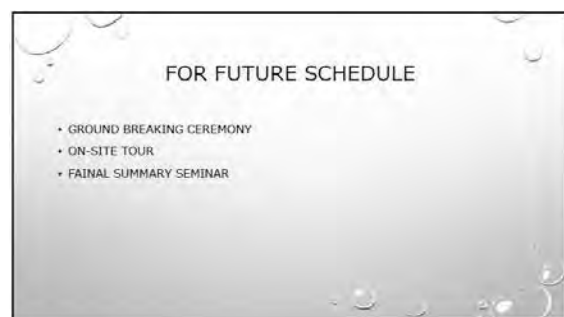 FOR FUTURE SCHEDULE
• GROUND BREAKING CEREMONY
• ON-SITE TOUR
• FAINAL SUMMARY SEMINAR